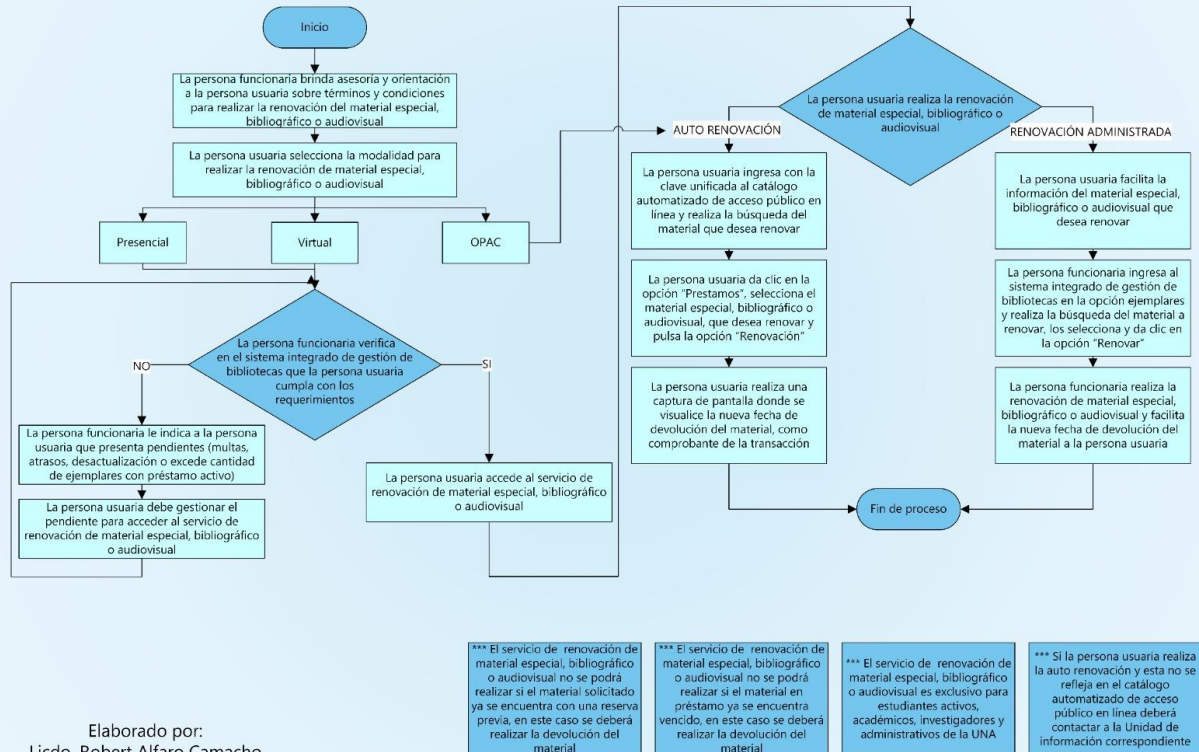 Inicio
La persona funcionaria brinda asesoria y orientación
a la persona usuaria sobre términos y condiciones
para realizar la renovación del material especial,
bibliográfico o audiovisual
La persona usuaria selecciona la modalidad para
realizar la renovación de material especial,
bibliográfico o audiovisual
Presencial
Virtual
OPAC
La persona funcionaria verifica
en el sistema integrado de gestión de
bibliotecas que la persona usuaria
cumpla con los
requerimientos
NO
SI
La persona funcionaria le indica a la persona
usuaria que presenta pendientes (multas,
atrasos, desactualización o excede cantidad
de ejemplares con préstamo activo)
La persona usuaria debe gestionar el
pendiente para acceder al servicio de
renovación de material especial, bibliográfico
o audiovisual
La persona usuaria accede al servicio de
renovación de material especial, bibliográfico
o audiovisual
La persona usuaria realiza la renovación
de material especial, bibliográfico o
audiovisual
AUTO RENOVACIÓN
RENOVACIÓN ADMINISTRADA
La persona usuaria ingresa con la
clave unificada al catálogo
automatizado de acceso público en
línea y realiza la búsqueda del
material que desea renovar
La persona usuaria da clic en la
opción “Prestamos”, selecciona el
material especial, bibliográfico o
audiovisual, que desea renovar y
pulsa la opción “Renovación”
La persona usuaria realiza una
captura de pantalla donde se
visualice la nueva fecha de
devolución del material, como
comprobante de la transacción
La persona usuaria facilita la
información del material especial,
bibliográfico o audiovisual que
desea renovar
La persona funcionaria ingresa al
sistema integrado de gestión de
bibliotecas en la opción ejemplares
y realiza la búsqueda del material a
renovar, los selecciona y da clic en
la opción “Renovar”
La persona funcionaria realiza la
renovación de material especial,
bibliográfico o audiovisual y facilita
la nueva fecha de devolución del
material a la persona usuaria
Fin de proceso
*** El servicio de renovación de
material especial, bibliográfico
o audiovisual no se podrá
realizar si el material solicitado
ya se encuentra con una reserva
previa, en este caso se deberá
realizar la devolución del
material
*** El servicio de renovación de
material especial, bibliográfico
o audiovisual no se podrá
realizar si el material en
préstamo ya se encuentra
vencido, en este caso se deberá
realizar la devolución del
material
*** El servicio de renovación de
material especial, bibliográfico
o audiovisual es exclusivo para
estudiantes activos,
académicos, investigadores y
administrativos de la UNA
*** Si la persona usuaria realiza
la auto renovación y esta no se
refleja en el catálogo
automatizado de acceso
público en línea deberá
contactar a la Unidad de
información correspondiente
Elaborado por:
Licdo. Robert Alfaro Camacho